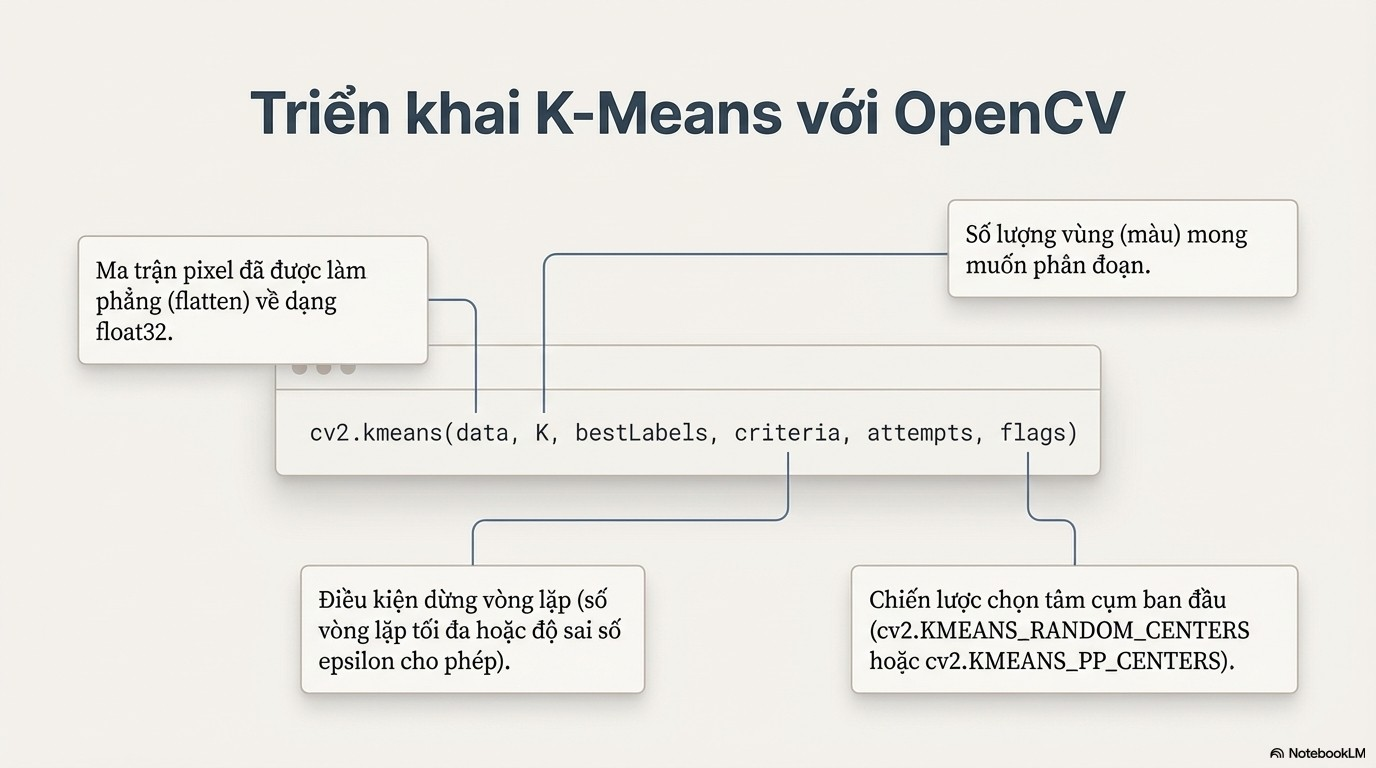 Triển khai K-Means với OpenCV
Số lượng vùng (màu) mong
muốn phân đoạn.
Ma trận pixel đã được làm
phẳng (flatten) về dạng
float32.
cv2.kmeans(data, K, bestLabels, criteria, attempts, flags)
Điều kiện dừng vòng lặp (số
vòng lặp tối đa hoặc độ sai số
epsilon cho phép).
Chiến lược chọn tâm cụm ban đầu
(cv2.KMEANS_RANDOM_CENTERS
hoặc cv2.KMEANS_PP_CENTERS).
NotebookLM